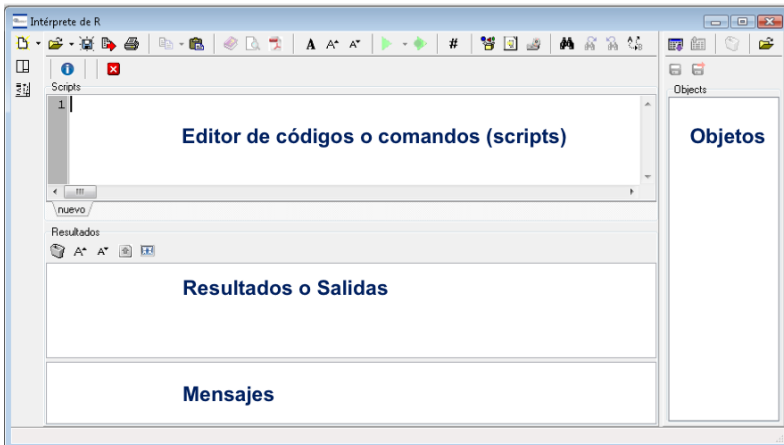 Intérprete de R
A A A
#
Scripts
Objects
1
Editor de códigos o comandos (scripts)
Objetos
nuevo
Resultados
A A
Resultados o Salidas
Mensajes